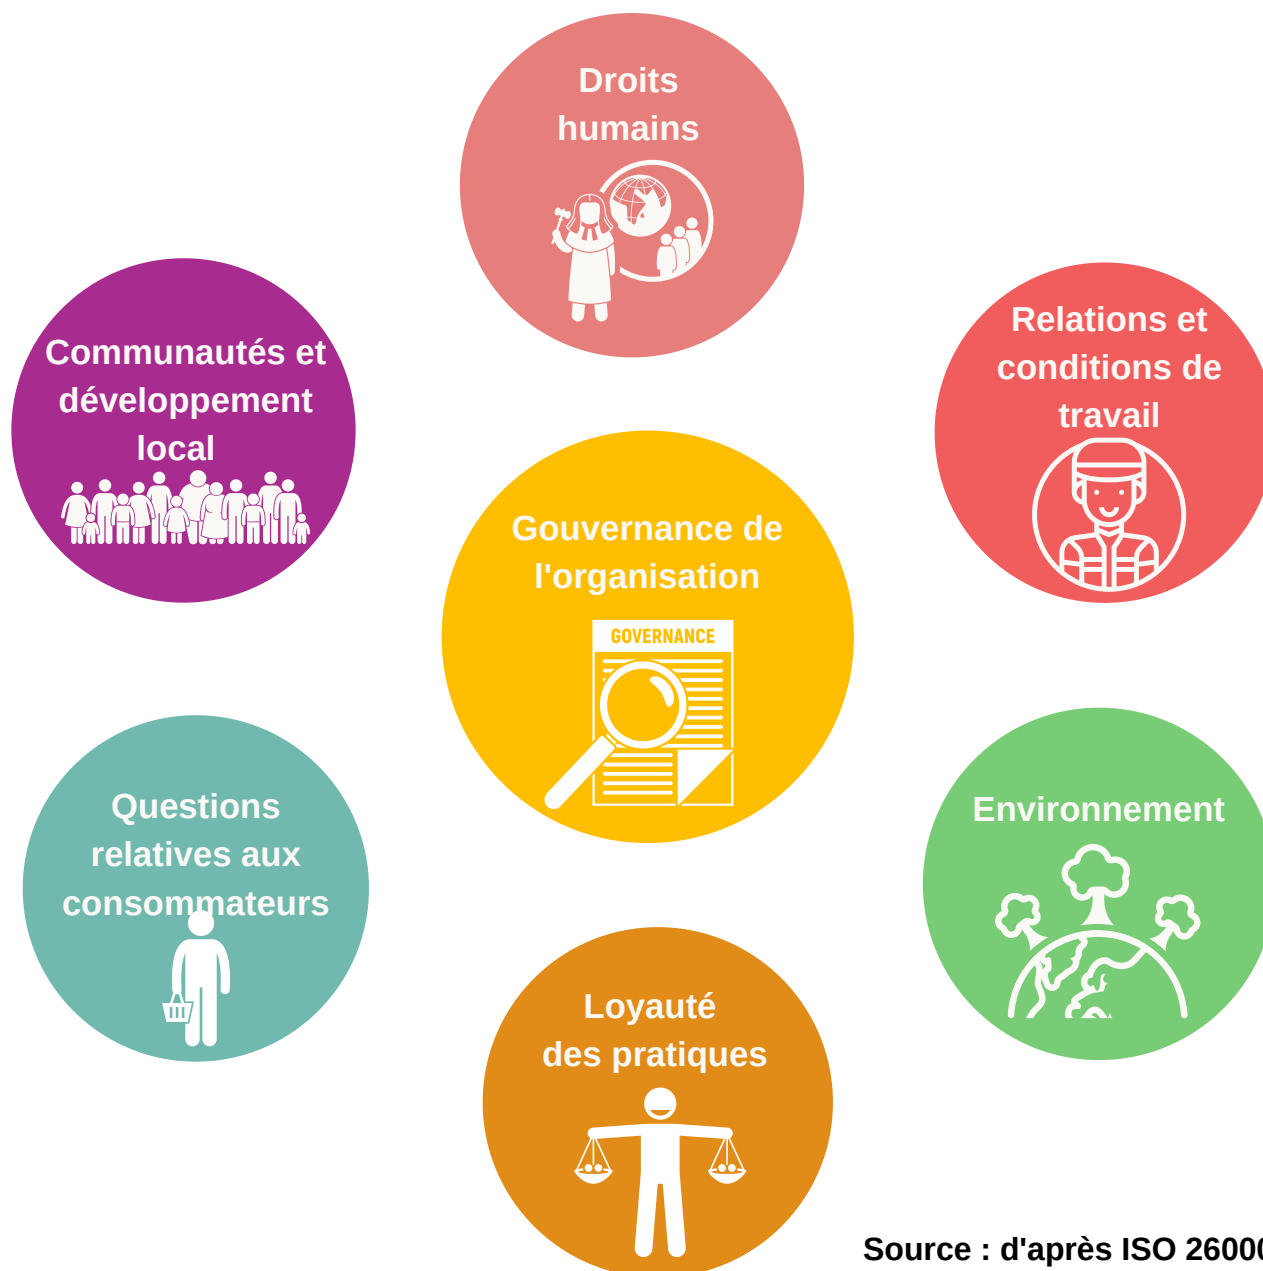 Droits
humains
Communautés et
développement
local
Relations et
conditions de
travail
Gouvernance de
l'organisation
GOVERNANCE
Questions
relatives aux
consommateurs
Environnement
Loyauté
des pratiques
Source : d'après ISO 26000